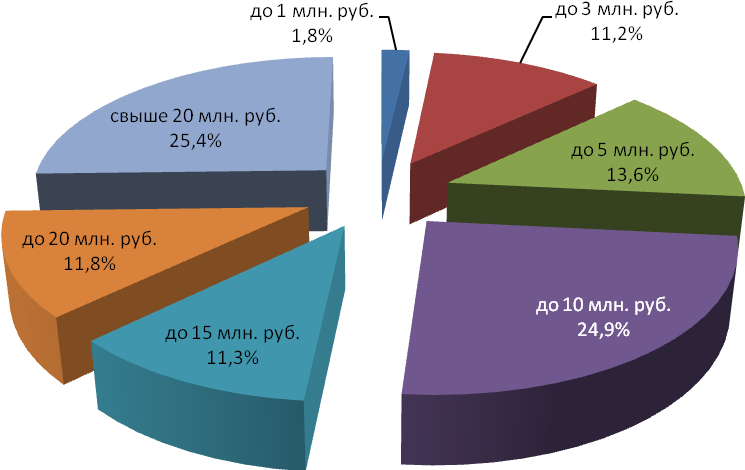 до 1 млн. руб.
1,8%
до 3 млн. руб.
11,2%
до 5 млн. руб.
13,6%
до 10 млн. руб.
24,9%
до 15 млн. руб.
11,3%
до 20 млн. руб.
11,8%
свыше 20 млн. руб.
25,4%